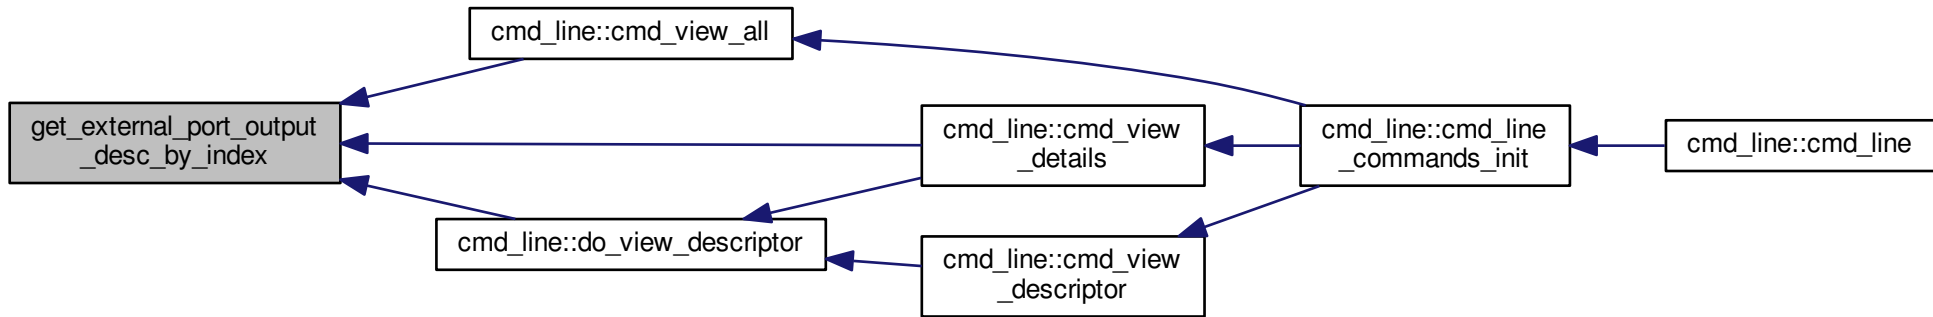 cmd_line::cmd_view_all
get_external_port_output
_desc_by_index
cmd_line::cmd_view
_details
cmd_line::cmd_line
_commands_init
cmd_line::cmd_line
cmd_line::do_view_descriptor
cmd_line::cmd_view
_descriptor